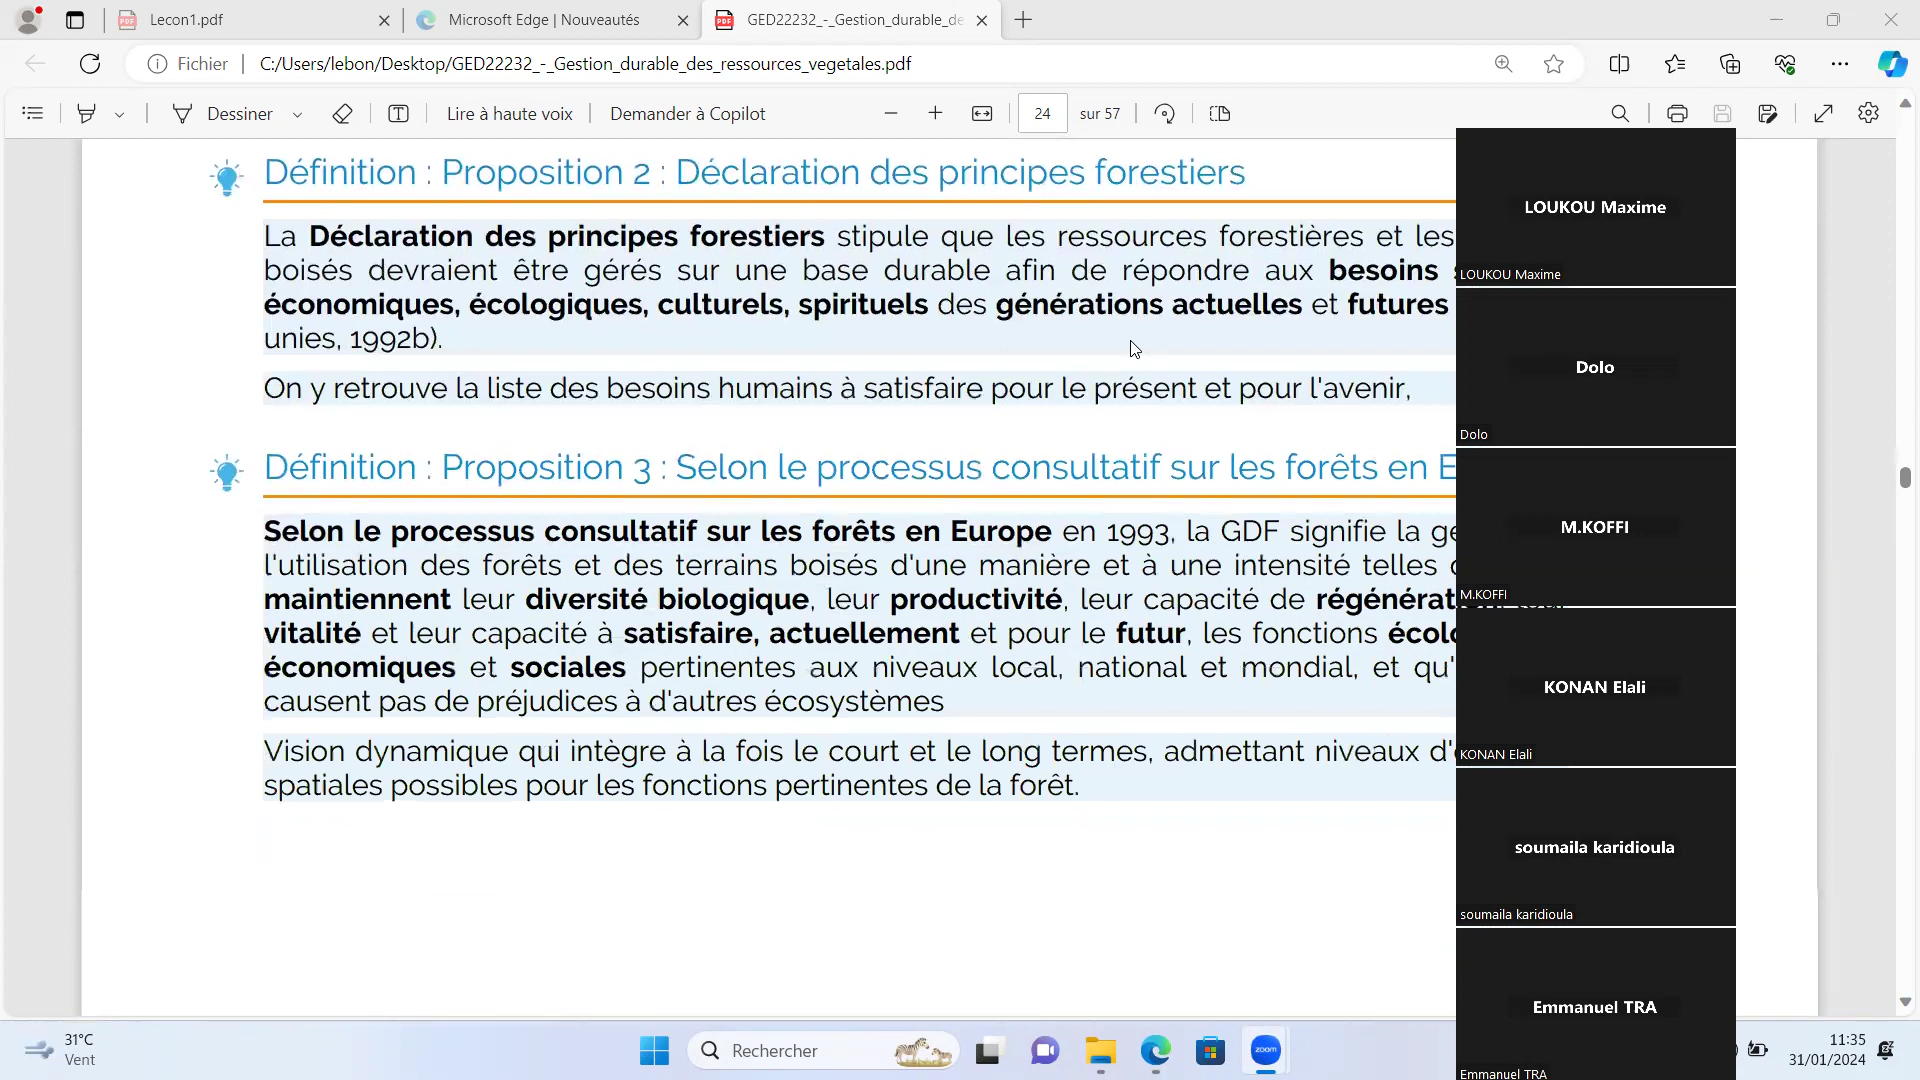 Lecon1.pdf
Microsoft Edge | Nouveautés
GED22232_-_Gestion_durable_de
Fichier
C:/Users/lebon/Desktop/GED22232_-_Gestion_durable_des_ressources_vegetales.pdf
Dessiner
Lire à haute voix
Demander à Copilot
24
sur 57
Définition : Proposition 2 : Déclaration des principes forestiers
La Déclaration des principes forestiers stipule que les ressources forestières et les
boisés devraient être gérés sur une base durable afin de répondre aux besoins
économiques, écologiques, culturels, spirituels des générations actuelles et futures
unies, 1992b).
On y retrouve la liste des besoins humains à satisfaire pour le présent et pour l'avenir,
Définition : Proposition 3 : Selon le processus consultatif sur les forêts en E
Selon le processus consultatif sur les forêts en Europe en 1993, la GDF signifie la
l'utilisation des forêts et des terrains boisés d'une manière et à une intensité telles
maintiennent leur diversité biologique, leur productivité, leur capacité de régénérat
vitalité et leur capacité à satisfaire, actuellement et pour le futur, les fonctions écol
économiques et sociales pertinentes aux niveaux local, national et mondial, et qu'
causent pas de préjudices à d'autres écosystèmes
Vision dynamique qui intègre à la fois le court et le long termes, admettant niveaux d'
spatiales possibles pour les fonctions pertinentes de la forêt.
LOUKOU Maxime
LOUKOU Maxime
Dolo
Dolo
M.KOFFI
M.KOFFI
KONAN Elali
KONAN Elali
soumaila karidioula
soumaila karidioula
Emmanuel TRA
Emmanuel TRA
31°C
Vent
Rechercher
zoom
11:35
31/01/2024